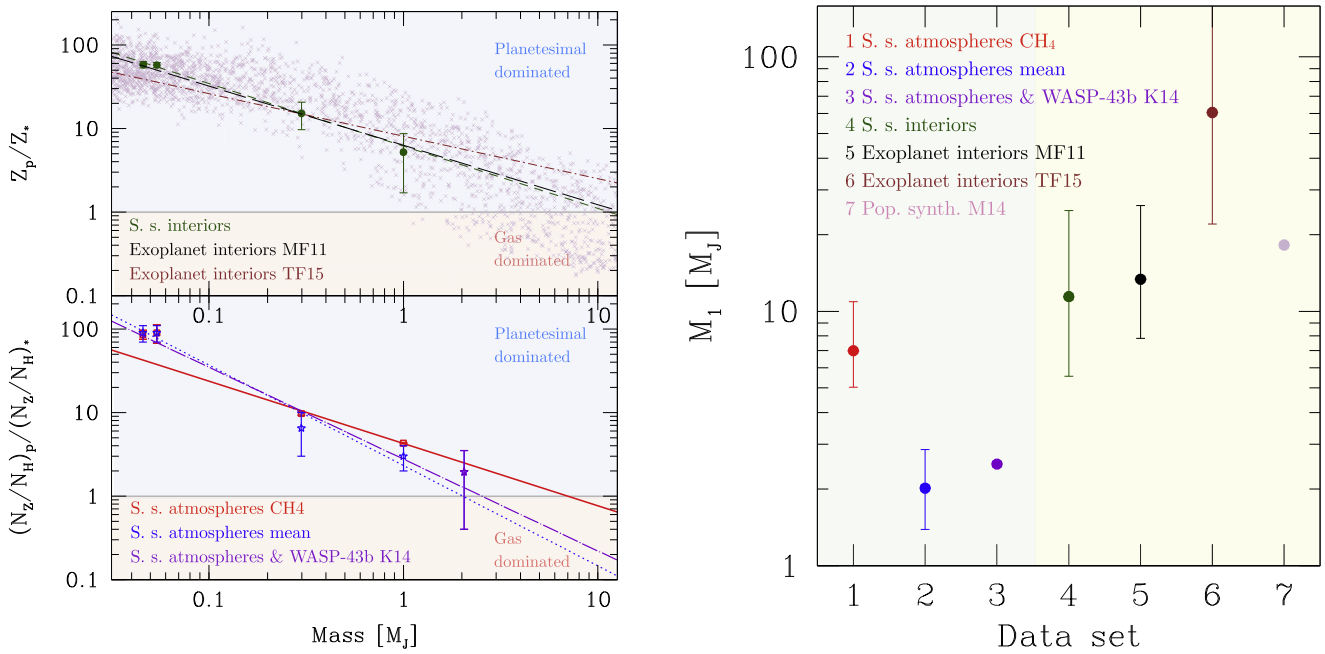 Z_p/Z_*
100
10
1
0.1
Planetesimal
dominated
S. s. interiors
Exoplanet interiors MF11
Exoplanet interiors TF15
Gas
dominated
0.1 1 10
(N_Z/N_H)_p/(N_Z/N_H)_*
100
10
1
0.1
Planetesimal
dominated
S. s. atmospheres CH4
S. s. atmospheres mean
S. s. atmospheres & WASP-43b K14
Gas
dominated
0.1 1 10
Mass [M_J]
M_1 [M_J]
100
10
1
1 S. s. atmospheres CH₄
2 S. s. atmospheres mean
3 S. s. atmospheres & WASP-43b K14
4 S. s. interiors
5 Exoplanet interiors MF11
6 Exoplanet interiors TF15
7 Pop. synth. M14
1 2 3 4 5 6 7
Data set